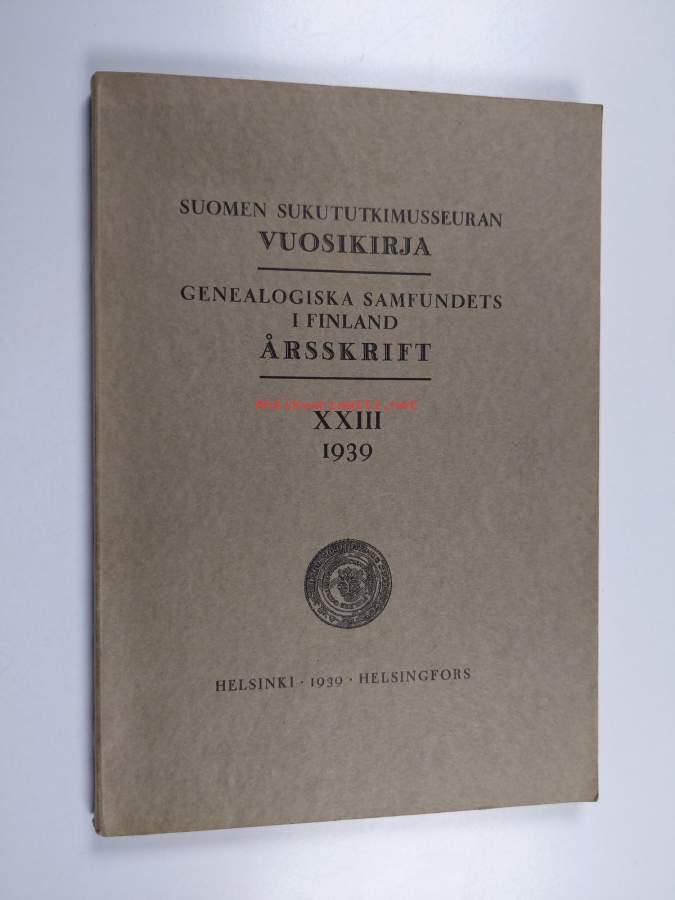 SUOMEN SUKUTUTKIMUSSEURAN
VUOSIKIRJA
GENEALOGISKA SAMFUNDETS
I FINLAND
ÅRSSKRIFT
XXIII
1939
HELSINKI · 1939 · HELSINGFORS